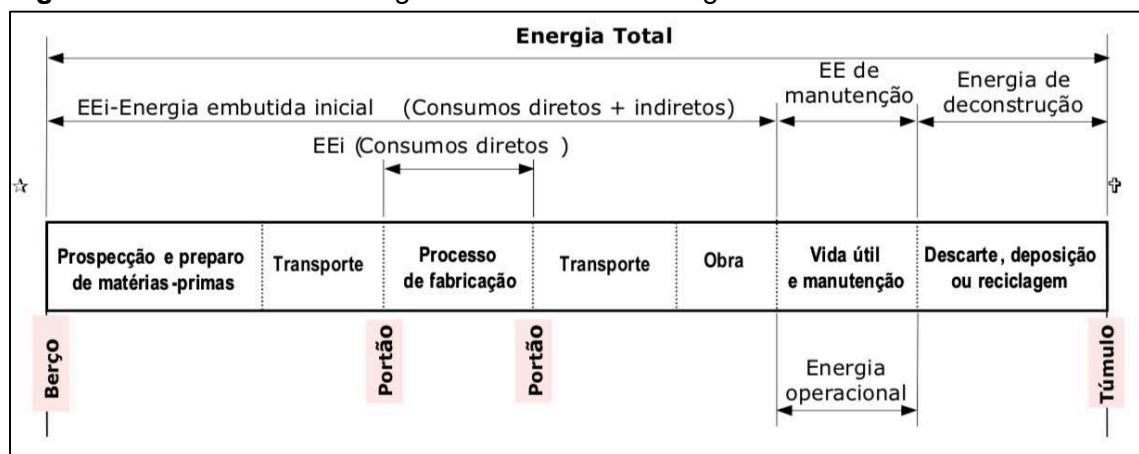 Energia Total
EE de
manutenção
Energia de
deconstrução
EEi-Energia embutida inicial (Consumos diretos + indiretos)
EEi (Consumos diretos )
Prospecção e preparo
de matérias-primas
Transporte
Processo
de fabricação
Transporte
Obra
Vida útil
e manutenção
Descarte, deposição
ou reciclagem
Berço
Portão
Portão
Energia
operacional
Túmulo